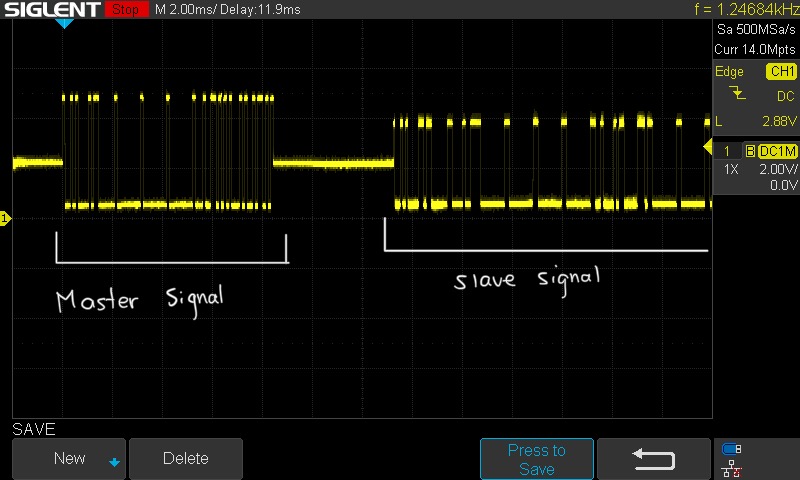 SIGLENT Stop M 2.00ms/ Delay:11.9ms f = 1.24684kHz
Sa 500MSa/s
Curr 14.0Mpts
Edge CH1
DC
L 2.88V
1 B DC1M
1X 2.00V/
0.0V
1
Master Signal
slave signal
SAVE
New Delete Press to Save